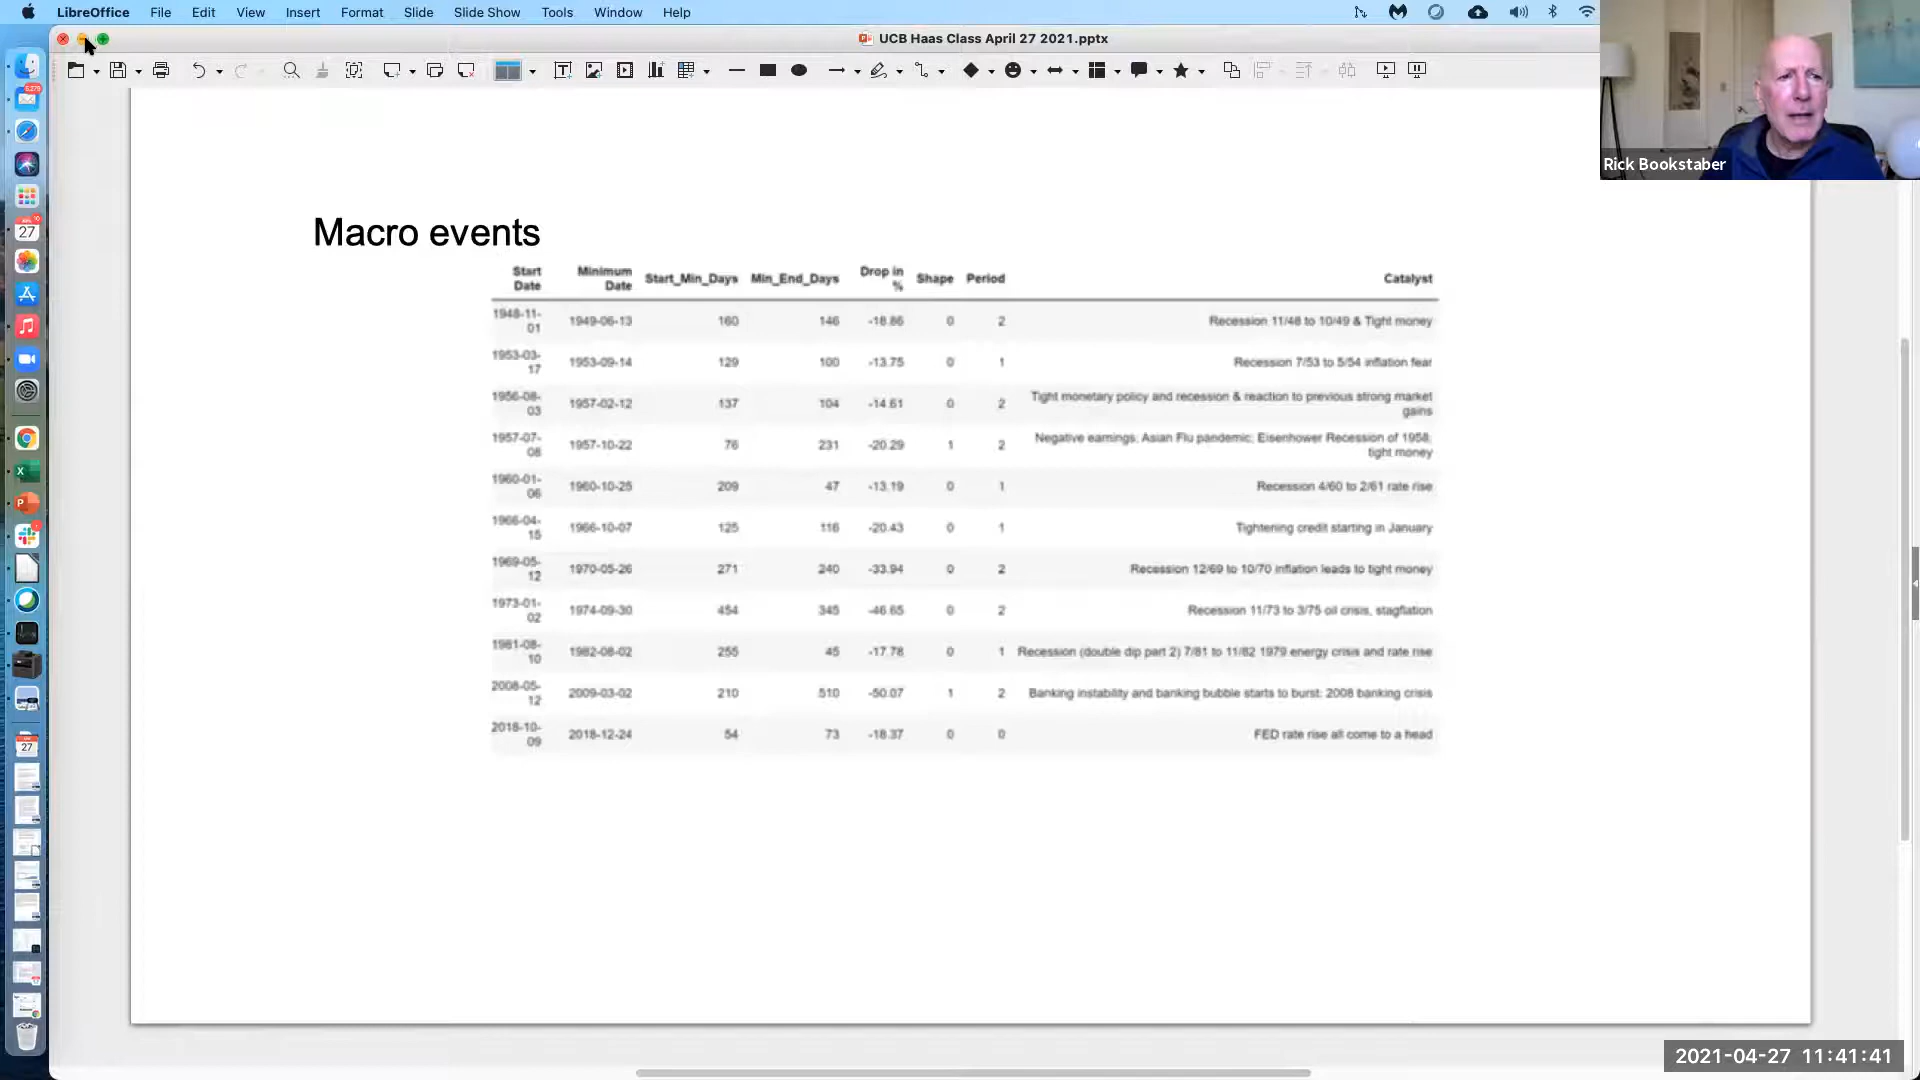 LibreOffice File Edit View Insert Format Slide Slide Show Tools Window Help
UCB Haas Class April 27 2021.pptx
Rick Bookstaber
Macro events
Start Date Minimum Date Start_Min_Days Min_End_Days Drop in % Shape Period Catalyst
1948-11-01 1949-06-13 160 146 -18.86 0 2 Recession 11/48 to 10/49 & Tight money
1953-03-17 1953-09-14 129 100 -13.75 0 1 Recession 7/53 to 5/54 inflation fear
1956-08-03 1957-02-12 137 104 -14.61 0 2 Tight monetary policy and recession & reaction to previous strong market gains
1957-07-08 1957-10-22 76 231 -20.29 1 2 Negative earnings; Asian Flu pandemic; Eisenhower Recession of 1958; tight money
1960-01-06 1960-10-25 209 47 -13.19 0 1 Recession 4/60 to 2/61 rate rise
1966-04-15 1966-10-07 125 116 -20.43 0 1 Tightening credit starting in January
1969-05-12 1970-05-26 271 240 -33.94 0 2 Recession 12/69 to 10/70 inflation leads to tight money
1973-01-02 1974-09-30 454 345 -46.65 0 2 Recession 11/73 to 3/75 oil crisis, stagflation
1981-08-10 1982-08-02 255 45 -17.78 0 1 Recession (double dip part 2) 7/81 to 11/82 1979 energy crisis and rate rise
2008-05-12 2009-03-02 210 510 -50.07 1 2 Banking instability and banking bubble starts to burst: 2008 banking crisis
2018-10-09 2018-12-24 54 73 -18.37 0 0 FED rate rise all come to a head
27
27
2021-04-27 11:41:41